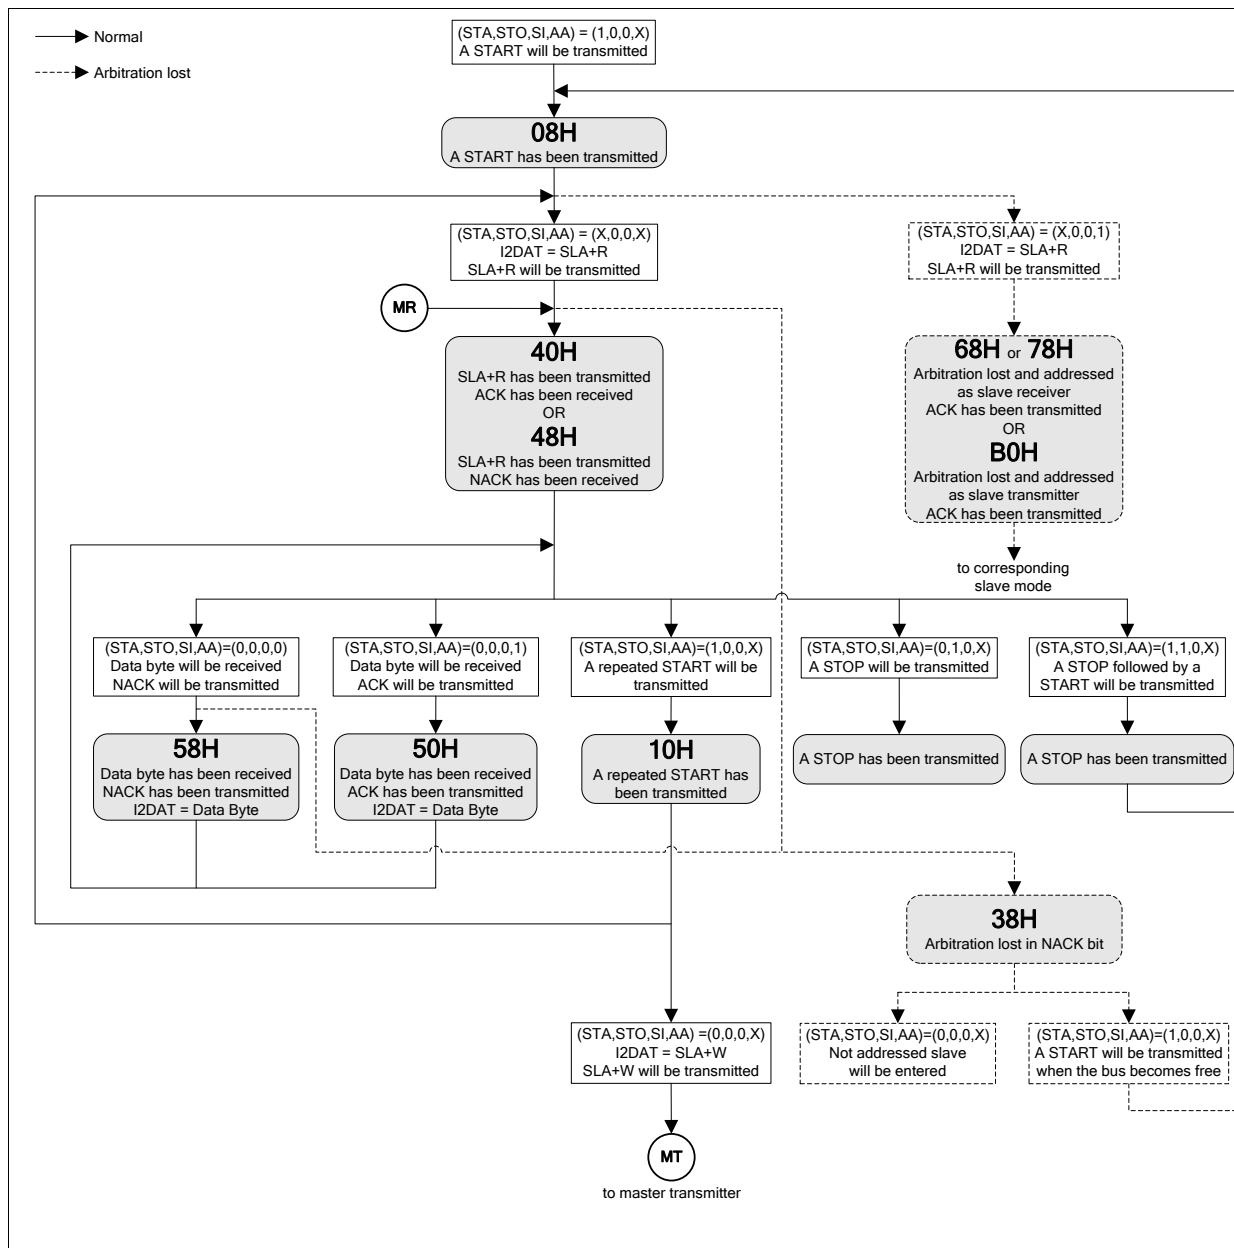 Normal
Arbitration lost
(STA,STO,SI,AA) = (1,0,0,X)
A START will be transmitted
08H
A START has been transmitted
(STA,STO,SI,AA) = (X,0,0,X)
I2DAT = SLA+R
SLA+R will be transmitted
(STA,STO,SI,AA) = (X,0,0,1)
I2DAT = SLA+R
SLA+R will be transmitted
MR
40H
SLA+R has been transmitted
ACK has been received
OR
48H
SLA+R has been transmitted
NACK has been received
68H or 78H
Arbitration lost and addressed
as slave receiver
ACK has been transmitted
OR
B0H
Arbitration lost and addressed
as slave transmitter
ACK has been transmitted
to corresponding
slave mode
(STA,STO,SI,AA)=(0,0,0,0)
Data byte will be received
NACK will be transmitted
(STA,STO,SI,AA)=(0,0,0,1)
Data byte will be received
ACK will be transmitted
(STA,STO,SI,AA)=(1,0,0,X)
A repeated START will be
transmitted
(STA,STO,SI,AA)=(0,1,0,X)
A STOP will be transmitted
(STA,STO,SI,AA)=(1,1,0,X)
A STOP followed by a
START will be transmitted
58H
Data byte has been received
NACK has been transmitted
I2DAT = Data Byte
50H
Data byte has been received
ACK has been transmitted
I2DAT = Data Byte
10H
A repeated START has
been transmitted
A STOP has been transmitted
A STOP has been transmitted
38H
Arbitration lost in NACK bit
(STA,STO,SI,AA) =(0,0,0,X)
I2DAT = SLA+W
SLA+W will be transmitted
(STA,STO,SI,AA)=(0,0,0,X)
Not addressed slave
will be entered
(STA,STO,SI,AA)=(1,0,0,X)
A START will be transmitted
when the bus becomes free
MT
to master transmitter